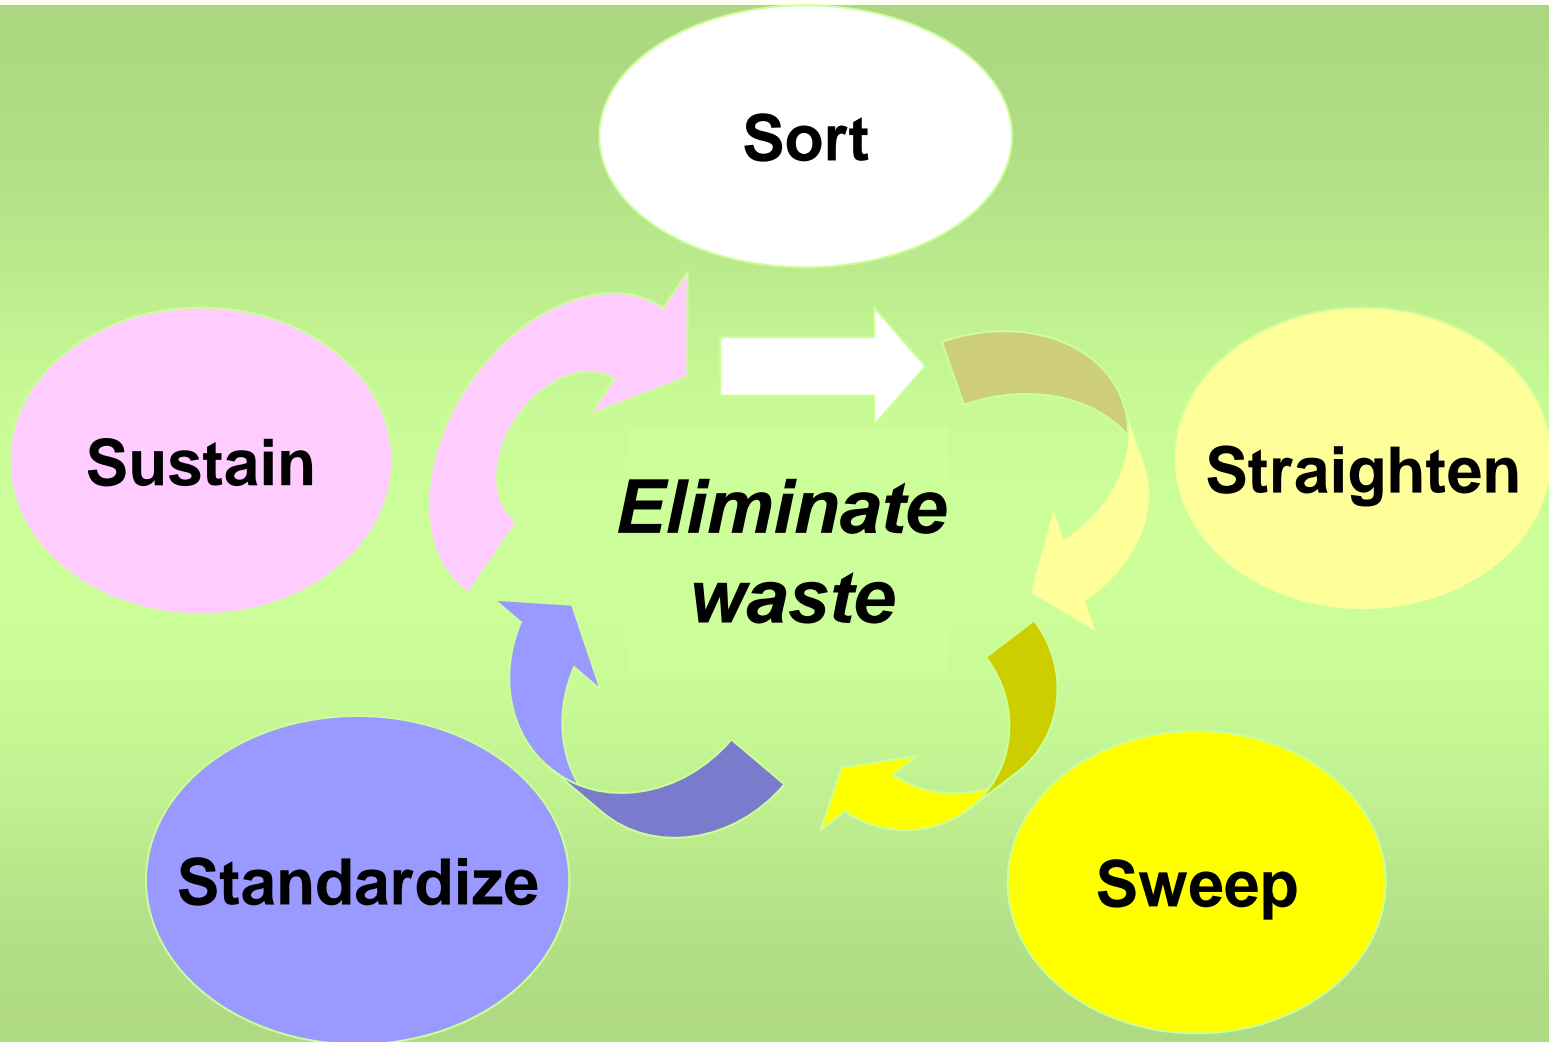 Sort
Sustain
Straighten
Eliminate
waste
Standardize
Sweep